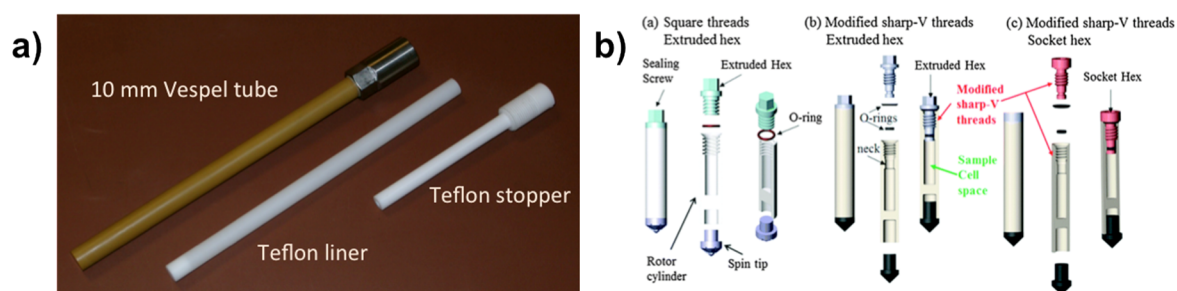 a)
10 mm Vespel tube
Teflon stopper
Teflon liner
b)
(a) Square threads
Extruded hex
Sealing
Screw
Extruded Hex
O-ring
Rotor
cylinder
Spin tip
(b) Modified sharp-V threads
Extruded hex
Extruded Hex
O-rings
neck
Modified
sharp-V
threads
Sample
Cell
space
(c) Modified sharp-V threads
Socket hex
Socket Hex